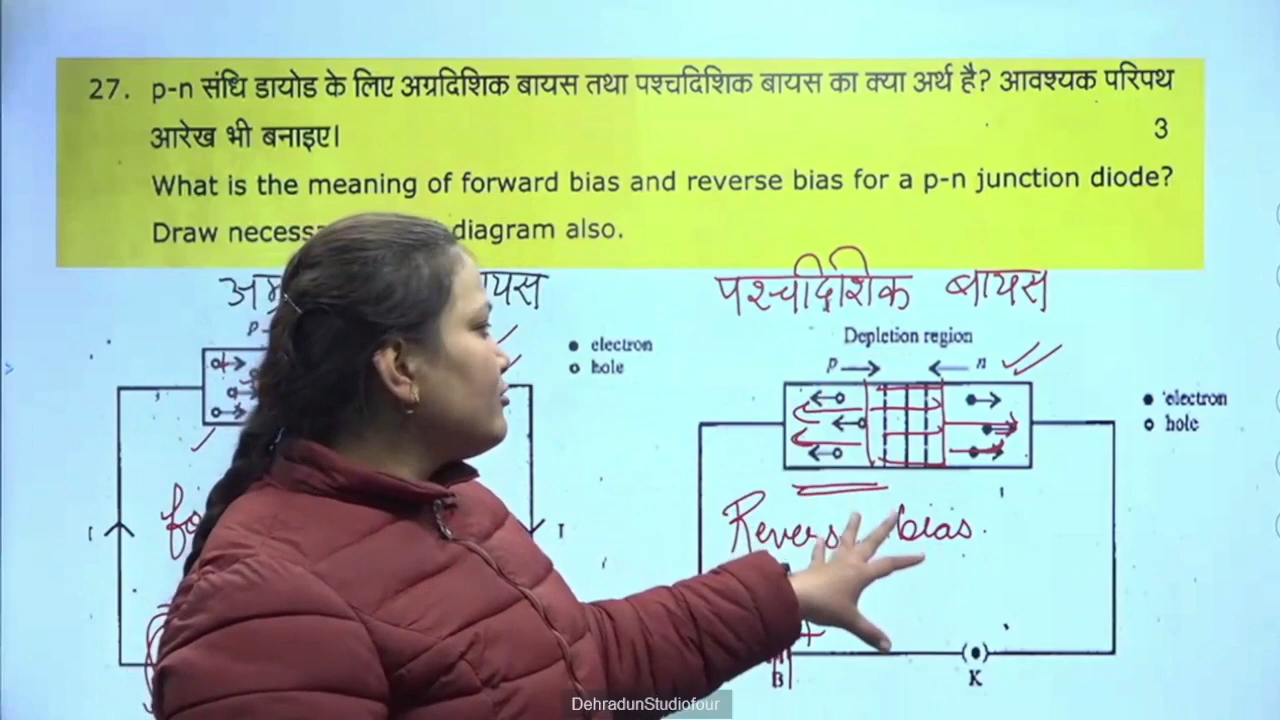 27. p-n संधि डायोड के लिए अग्रदिशिक बायस तथा पश्चदिशिक बायस का क्या अर्थ है? आवश्यक परिपथ
आरेख भी बनाइए।
3
What is the meaning of forward bias and reverse bias for a p-n junction diode?
Draw diagram also.
पश्चदिशिक बायस
p
electron
hole
Depletion region
p n
electron
hole
Reverse bias
I I
+
B K
DehradunStudiofour